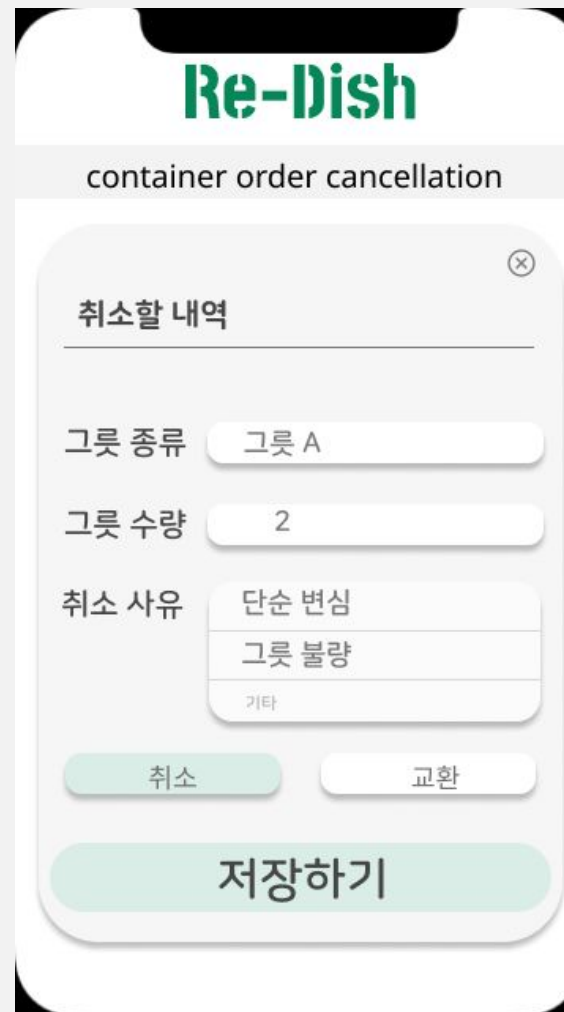 Re-Dish
container order cancellation
취소할 내역
그릇 종류 그릇 A
그릇 수량 2
취소 사유 단순 변심
그릇 불량
기타
취소 교환
저장하기